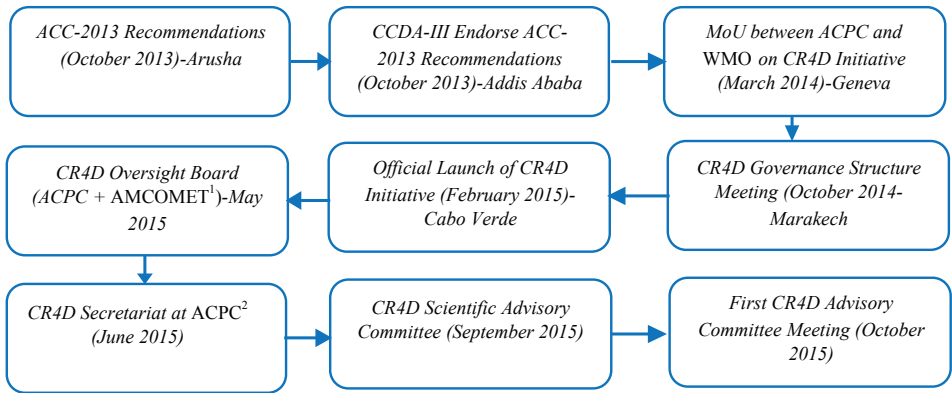 ACC-2013 Recommendations
(October 2013)-Arusha
CCDA-III Endorse ACC-
2013 Recommendations
(October 2013)-Addis Ababa
MoU between ACPC and
WMO on CR4D Initiative
(March 2014)-Geneva
CR4D Governance Structure
Meeting (October 2014-
Marakech)
Official Launch of CR4D
Initiative (February 2015)-
Cabo Verde
CR4D Oversight Board
(ACPC + AMCOMET¹)-May
2015
CR4D Secretariat at ACPC²
(June 2015)
CR4D Scientific Advisory
Committee (September 2015)
First CR4D Advisory
Committee Meeting (October
2015)